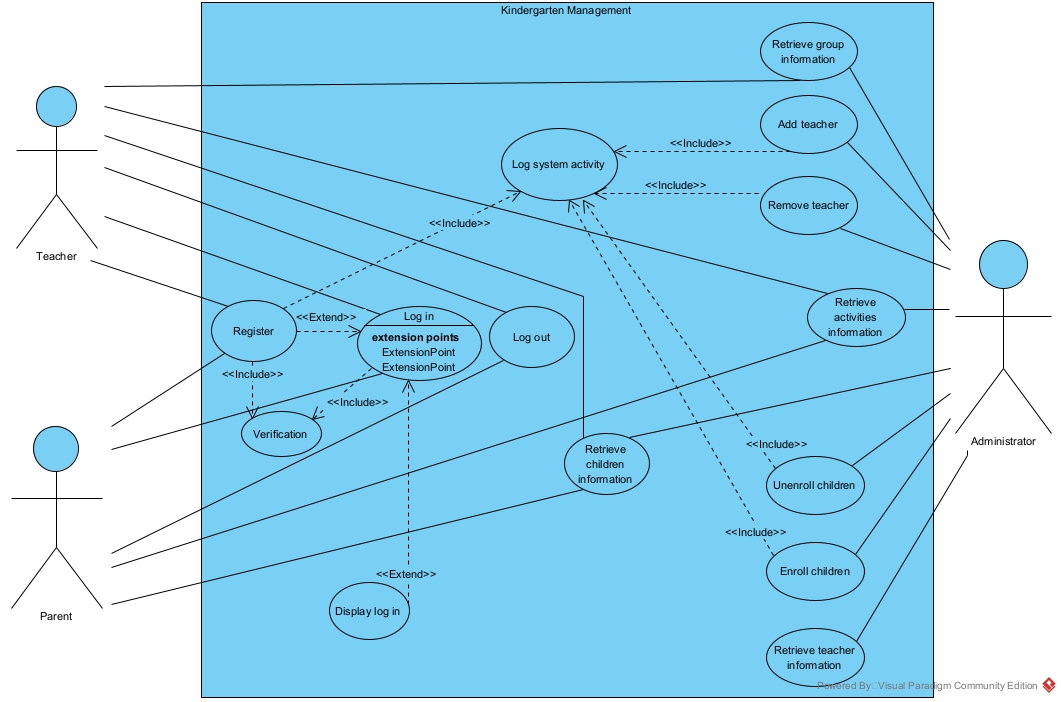 Kindergarten Management
Retrieve group
information
Add teacher
<<Include>>
Log system activity
<<Include>>
Remove teacher
<<Include>>
Teacher
Register
<<Extend>>
Log in
extension points
ExtensionPoint
ExtensionPoint
Log out
Retrieve
activities
information
<<Include>>
<<Include>>
Verification
Retrieve
children
information
<<Include>>
Administrator
Unenroll children
<<Include>>
Enroll children
<<Extend>>
Display log in
Parent
Retrieve teacher
information
Powered By: Visual Paradigm Community Edition